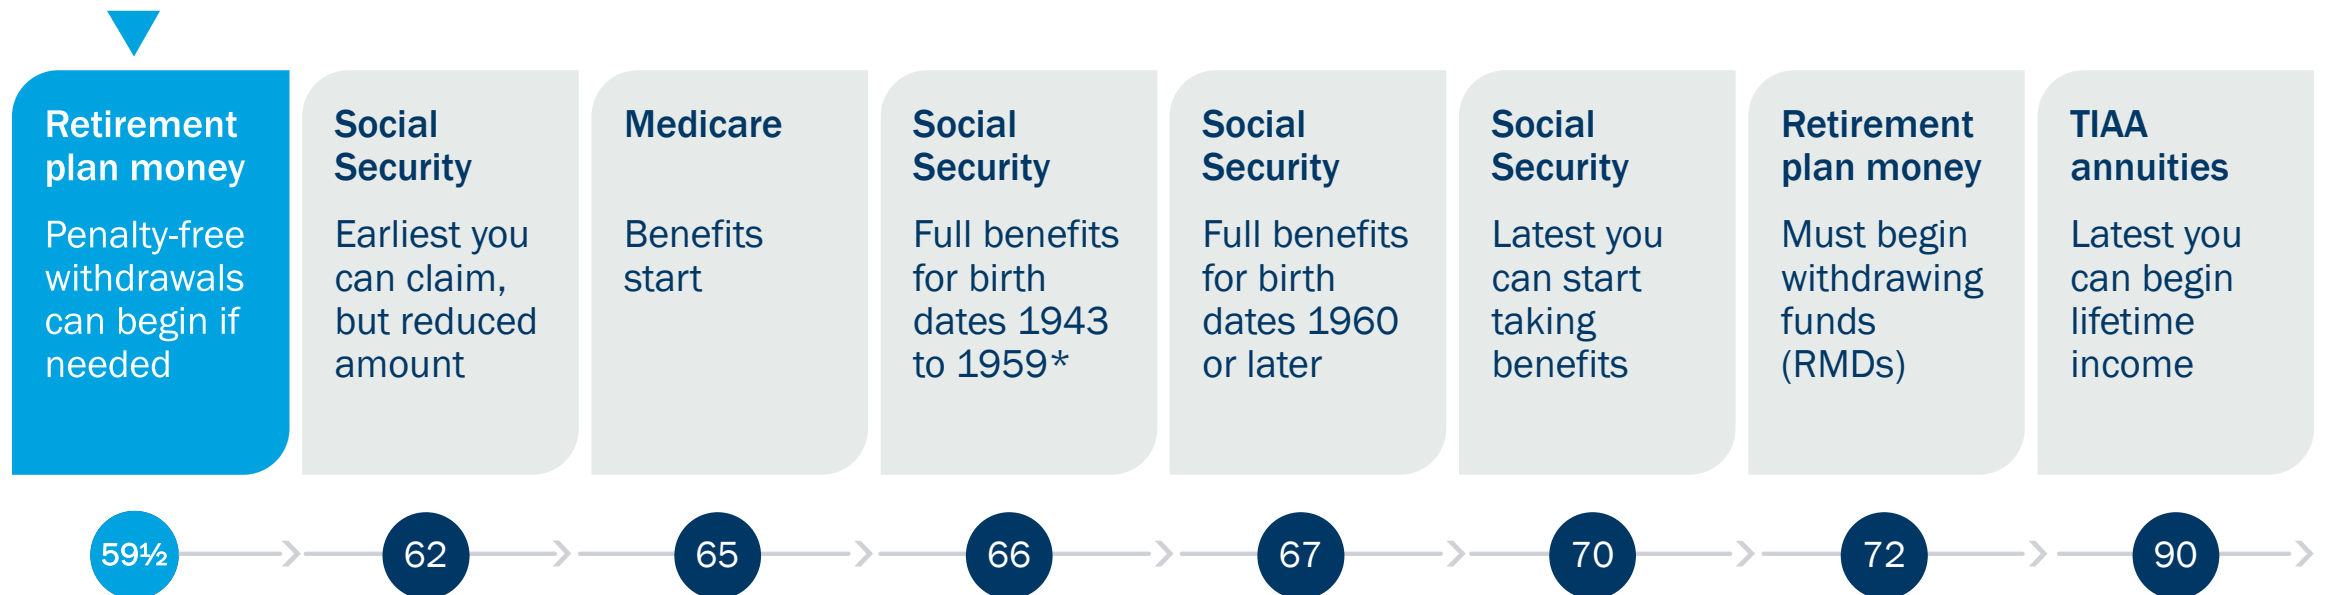 Retirement
plan money
Penalty-free
withdrawals
can begin if
needed
Social
Security
Earliest you
can claim,
but reduced
amount
Medicare
Benefits
start
Social
Security
Full benefits
for birth
dates 1943
to 1959*
Social
Security
Full benefits
for birth
dates 1960
or later
Social
Security
Latest you
can start
taking
benefits
Retirement
plan money
Must begin
withdrawing
funds
(RMDs)
TIAA
annuities
Latest you
can begin
lifetime
income
59½
62
65
66
67
70
72
90